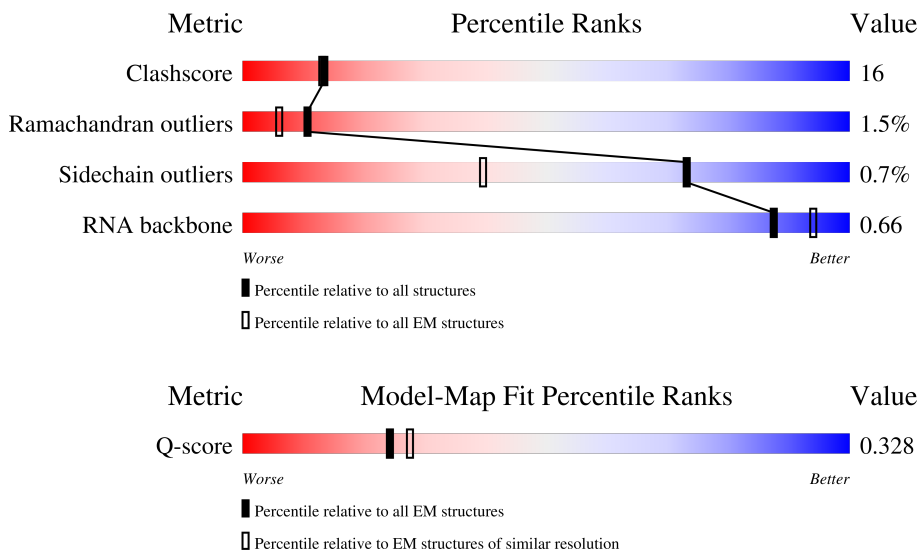 Metric Percentile Ranks Value
Clashscore 16
Ramachandran outliers 1.5%
Sidechain outliers 0.7%
RNA backbone 0.66
Worse Better
Percentile relative to all structures
Percentile relative to all EM structures
Metric Model-Map Fit Percentile Ranks Value
Q-score 0.328
Worse Better
Percentile relative to all EM structures
Percentile relative to EM structures of similar resolution